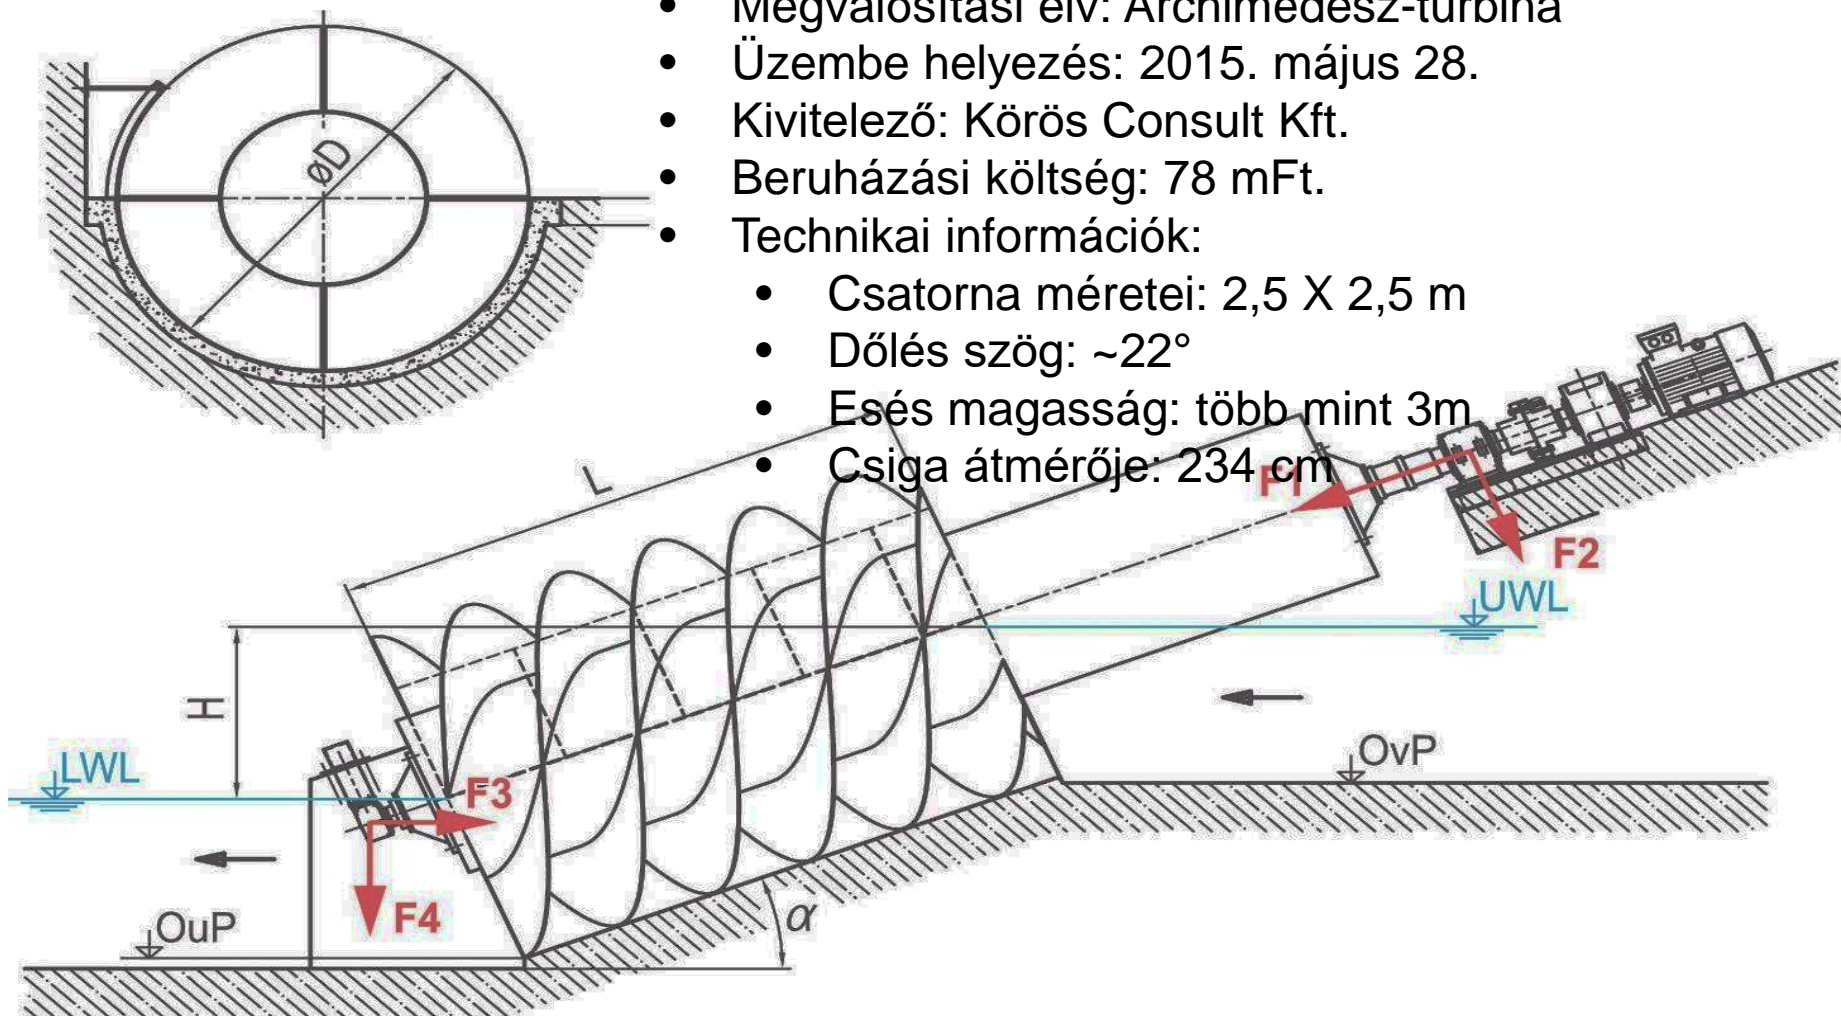 • Megvalósítási elv: Archimédesz-turbina
• Üzembe helyezés: 2015. május 28.
• Kivitelező: Körös Consult Kft.
• Beruházási költség: 78 mFt.
• Technikai információk:
• Csatorna méretei: 2,5 X 2,5 m
• Dőlés szög: ~22°
• Esés magasság: több mint 3m
• Csiga átmérője: 234 cm
øD
L
F1
F2
UWL
H
LWL
F3
OvP
F4
OuP
α